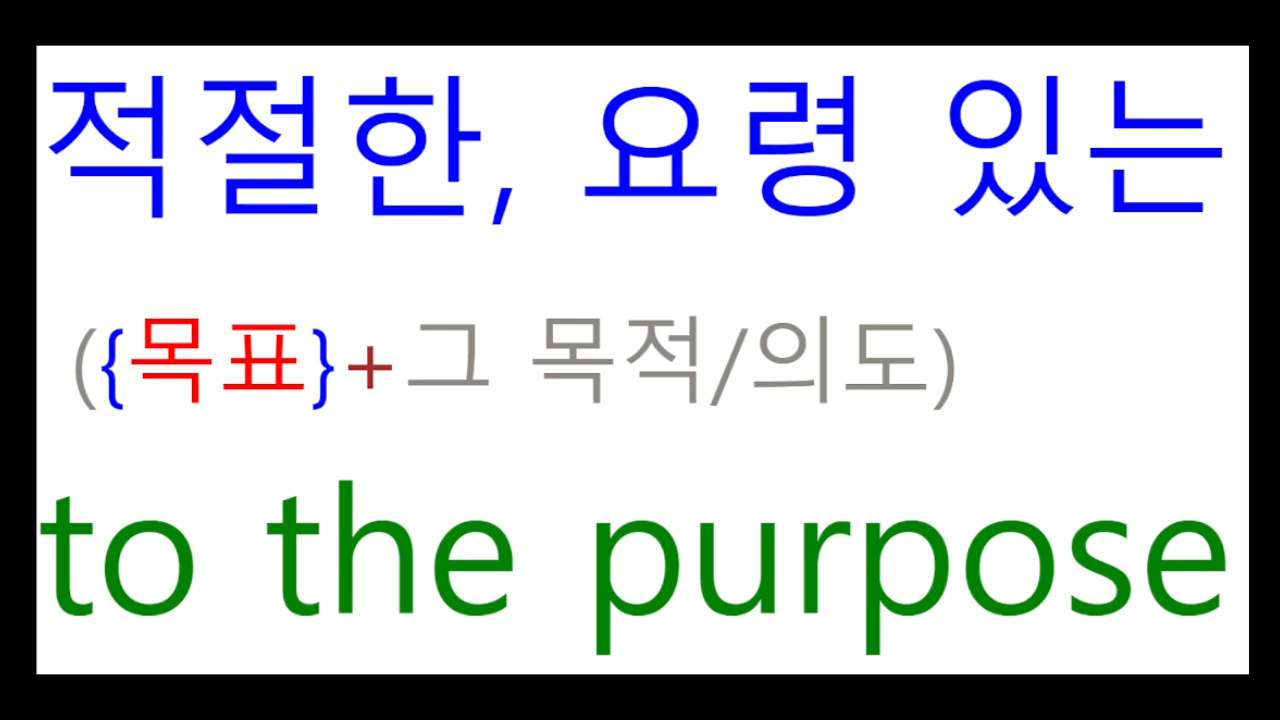 적절한, 요령 있는
({목표}+그 목적/의도)
to the purpose